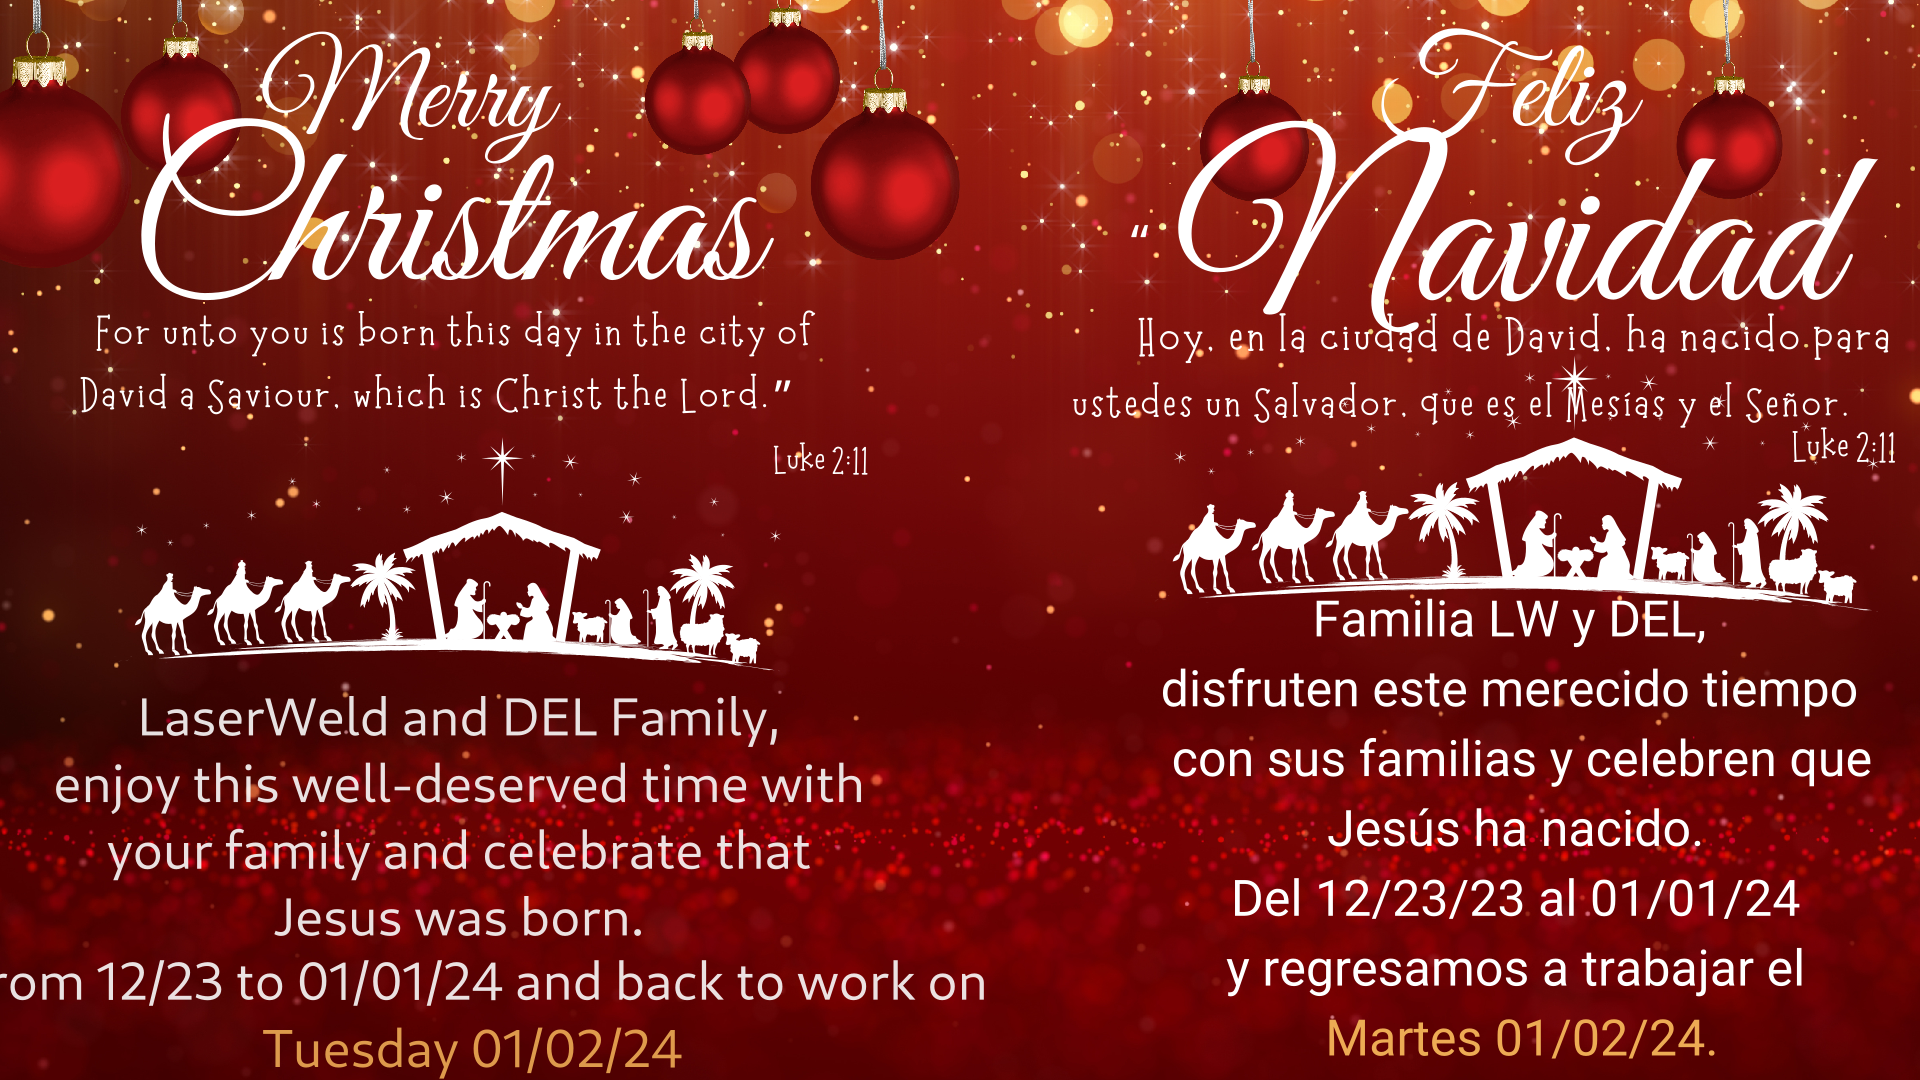 Merry
Christmas
For unto you is born this day in the city of
David a Saviour, which is Christ the Lord.”
Luke 2:11
LaserWeld and DEL Family,
enjoy this well-deserved time with
your family and celebrate that
Jesus was born.
rom 12/23 to 01/01/24 and back to work on
Tuesday 01/02/24
Feliz
“ Navidad
Hoy, en la ciudad de David, ha nacido para
ustedes un Salvador, que es el Mesías y el Señor.
Luke 2:11
Familia LW y DEL,
disfruten este merecido tiempo
con sus familias y celebren que
Jesús ha nacido.
Del 12/23/23 al 01/01/24
y regresamos a trabajar el
Martes 01/02/24.